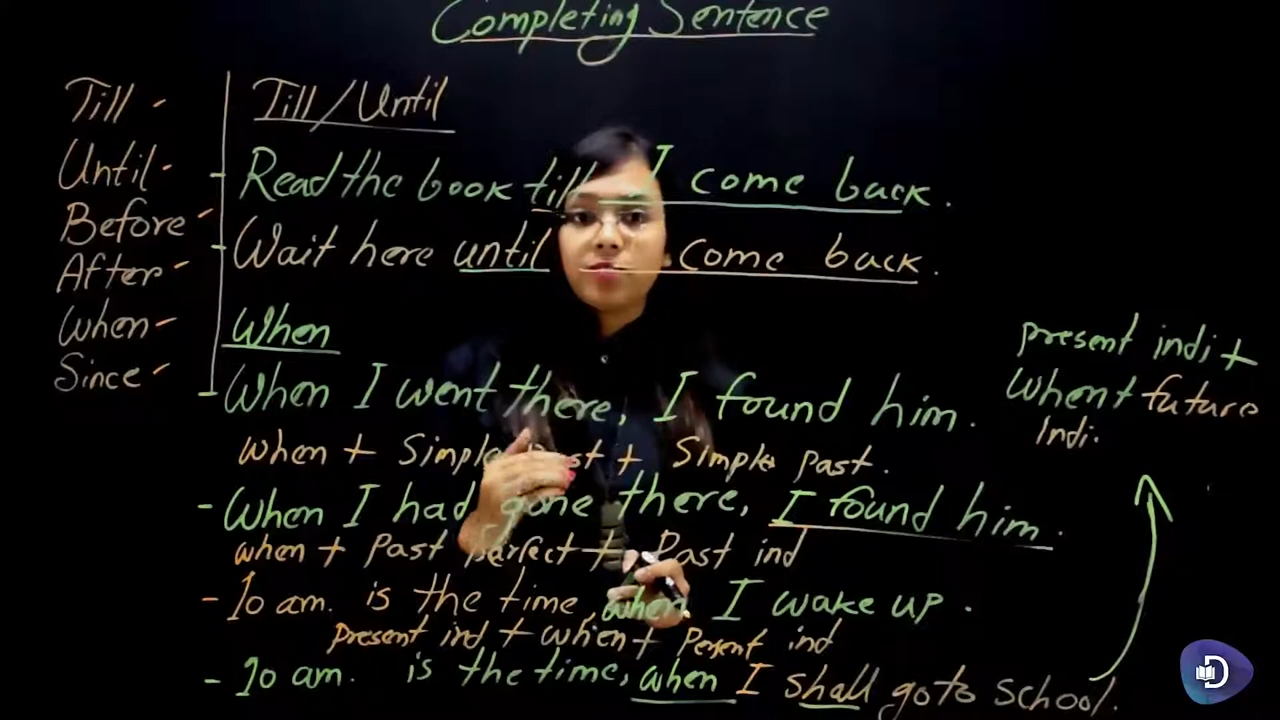 Completing Sentence
Till -
Until -
Before -
After -
When -
Since -
Till/Until
- Read the book till I come back.
- Wait here until come back.
When
- When I went there, I found him.
when + Simple Past + Simple past.
- When I had gone there, I found him.
when + Past Perfect + Past ind
- 10 am. is the time, when I wake up.
present ind + when + Persent ind
- 10 am. is the time, when I shall go to school.
present indi +
when + future
Indi.
D